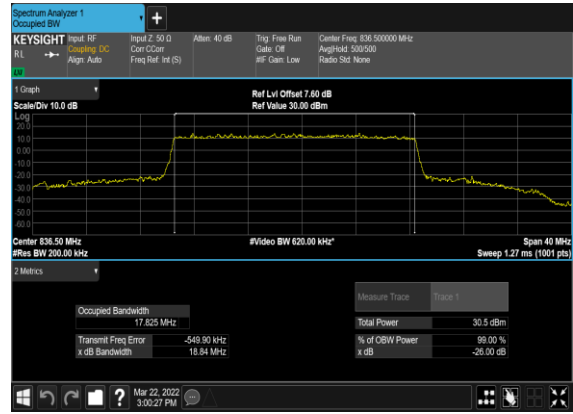 Spectrum Analyzer 1
Occupied BW
KEYSIGHT
RL
Input: RF
Coupling: DC
Align: Auto
Input Z: 50 Ω
Corr CCorr
Freq Ref: Int (S)
Atten: 40 dB
Trig: Free Run
Gate: Off
#IF Gain: Low
Center Freq: 836.500000 MHz
Avg|Hold: 500/500
Radio Std: None
1 Graph
Scale/Div 10.0 dB
Ref Lvl Offset 7.60 dB
Ref Value 30.00 dBm
Log
20.0
10.0
0.00
-10.0
-20.0
-30.0
-40.0
-50.0
-60.0
Center 836.50 MHz
#Res BW 200.00 kHz
#Video BW 620.00 kHz*
Span 40 MHz
Sweep 1.27 ms (1001 pts)
2 Metrics
Measure Trace
Trace 1
Occupied Bandwidth
17.825 MHz
Total Power
30.5 dBm
Transmit Freq Error
-549.90 kHz
% of OBW Power
99.00 %
x dB Bandwidth
18.84 MHz
x dB
-26.00 dB
Mar 22, 2022
3:00:27 PM